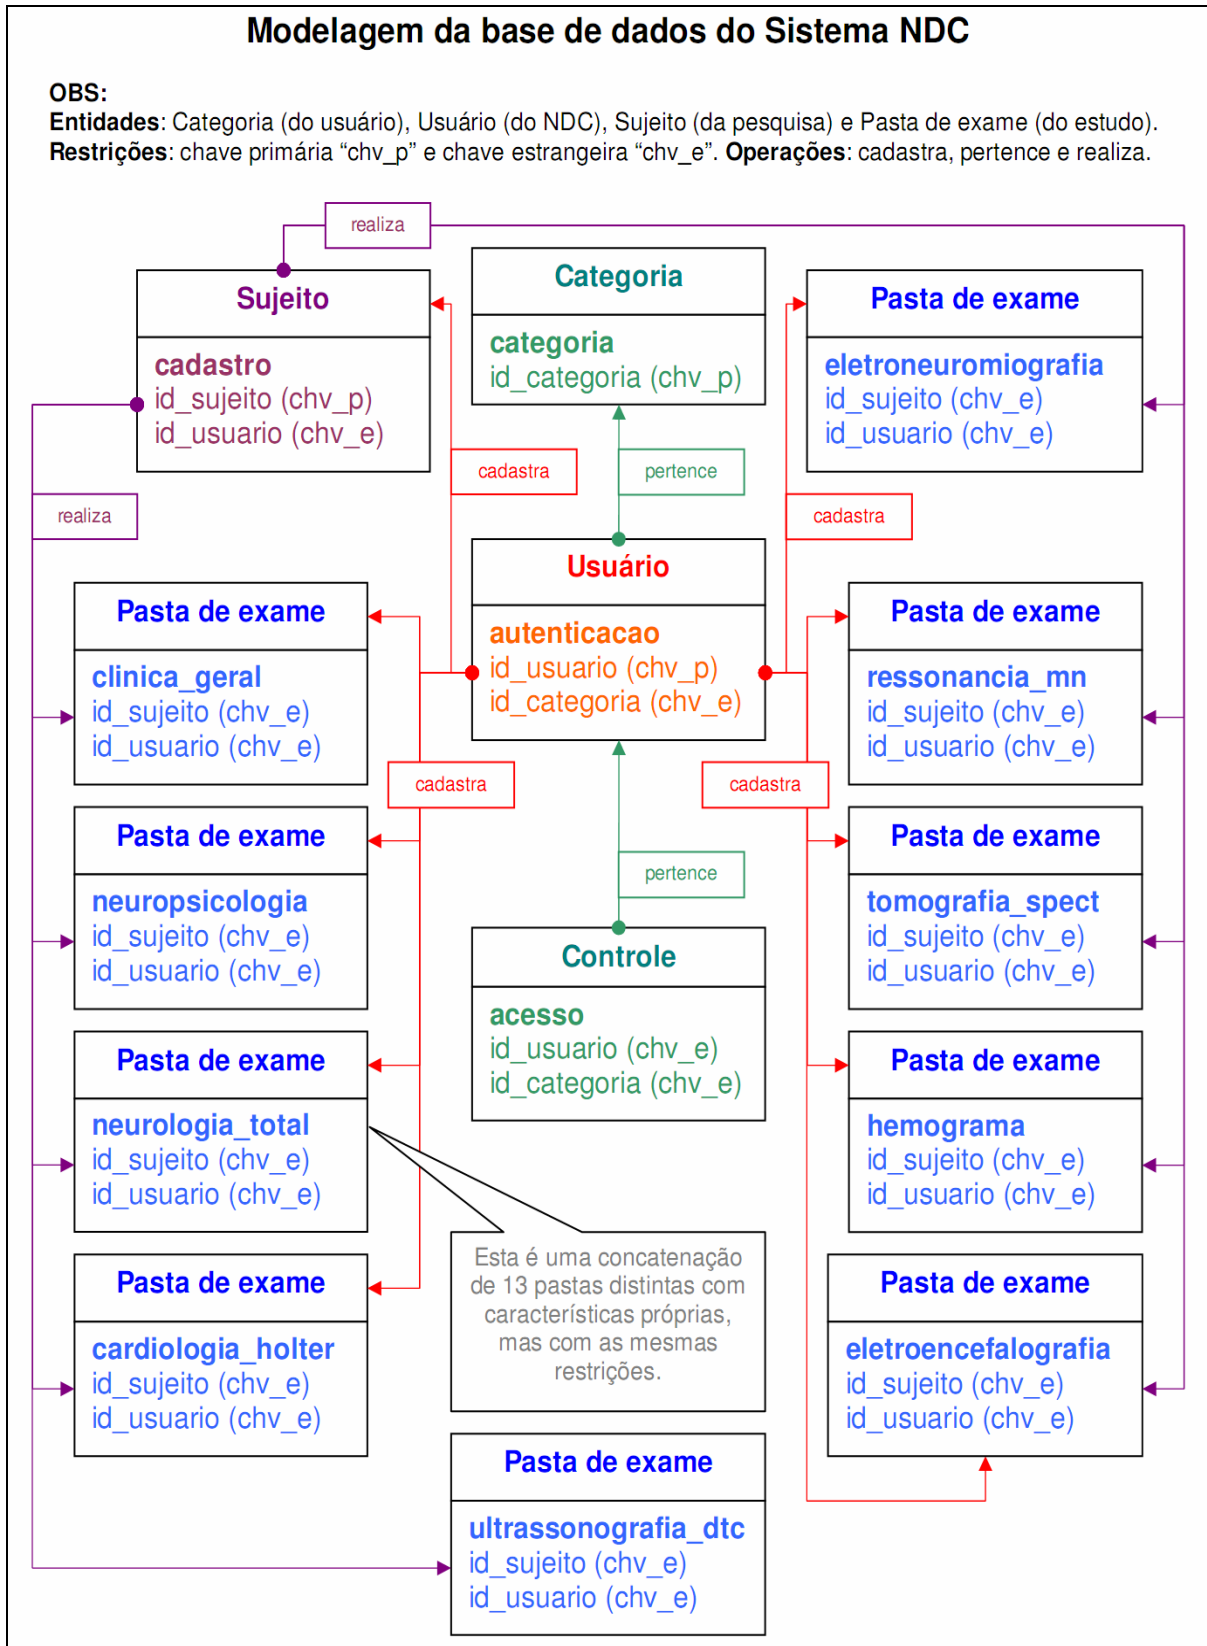 Modelagem da base de dados do Sistema NDC
OBS:
Entidades: Categoria (do usuário), Usuário (do NDC), Sujeito (da pesquisa) e Pasta de exame (do estudo).
Restrições: chave primária “chv_p” e chave estrangeira “chv_e”. Operações: cadastra, pertence e realiza.
realiza
Sujeito
cadastro
id_sujeito (chv_p)
id_usuario (chv_e)
Categoria
categoria
id_categoria (chv_p)
Pasta de exame
eletroneuromiografia
id_sujeito (chv_e)
id_usuario (chv_e)
cadastra
pertence
realiza
cadastra
Usuário
autenticacao
id_usuario (chv_p)
id_categoria (chv_e)
Pasta de exame
clinica_geral
id_sujeito (chv_e)
id_usuario (chv_e)
Pasta de exame
ressonancia_mn
id_sujeito (chv_e)
id_usuario (chv_e)
cadastra
cadastra
Pasta de exame
neuropsicologia
id_sujeito (chv_e)
id_usuario (chv_e)
pertence
Pasta de exame
tomografia_spect
id_sujeito (chv_e)
id_usuario (chv_e)
Controle
acesso
id_usuario (chv_e)
id_categoria (chv_e)
Pasta de exame
neurologia_total
id_sujeito (chv_e)
id_usuario (chv_e)
Pasta de exame
hemograma
id_sujeito (chv_e)
id_usuario (chv_e)
Esta é uma concatenação
de 13 pastas distintas com
características próprias,
mas com as mesmas
restrições.
Pasta de exame
cardiologia_holter
id_sujeito (chv_e)
id_usuario (chv_e)
Pasta de exame
eletroencefalografia
id_sujeito (chv_e)
id_usuario (chv_e)
Pasta de exame
ultrassonografia_dtc
id_sujeito (chv_e)
id_usuario (chv_e)